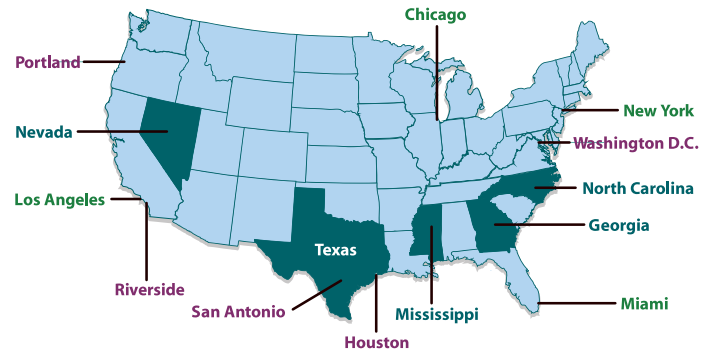 Chicago
Portland
New York
Nevada
Washington D.C.
North Carolina
Los Angeles
Georgia
Texas
Riverside
San Antonio
Mississippi
Miami
Houston